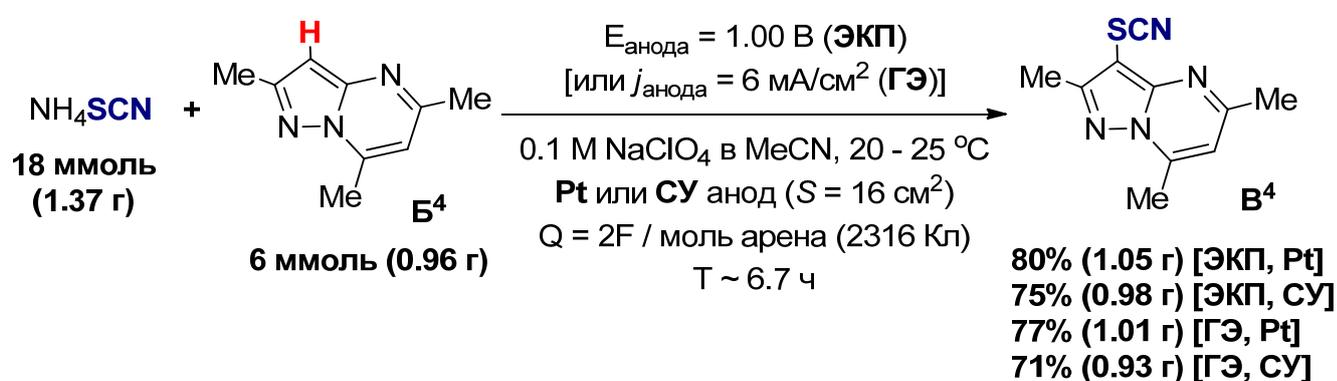 NH₄SCN
18 ммоль
(1.37 г)
+
H
Me
N
N
N
Me
Me
Б⁴
6 ммоль (0.96 г)
Eанода = 1.00 В (ЭКП)
[или jанода = 6 мА/см² (ГЭ)]
0.1 М NaClO₄ в MeCN, 20 - 25 ºC
Pt или СУ анод (S = 16 см²)
Q = 2F / моль арена (2316 Кл)
T ~ 6.7 ч
SCN
Me
N
N
N
Me
Me
В⁴
80% (1.05 г) [ЭКП, Pt]
75% (0.98 г) [ЭКП, СУ]
77% (1.01 г) [ГЭ, Pt]
71% (0.93 г) [ГЭ, СУ]